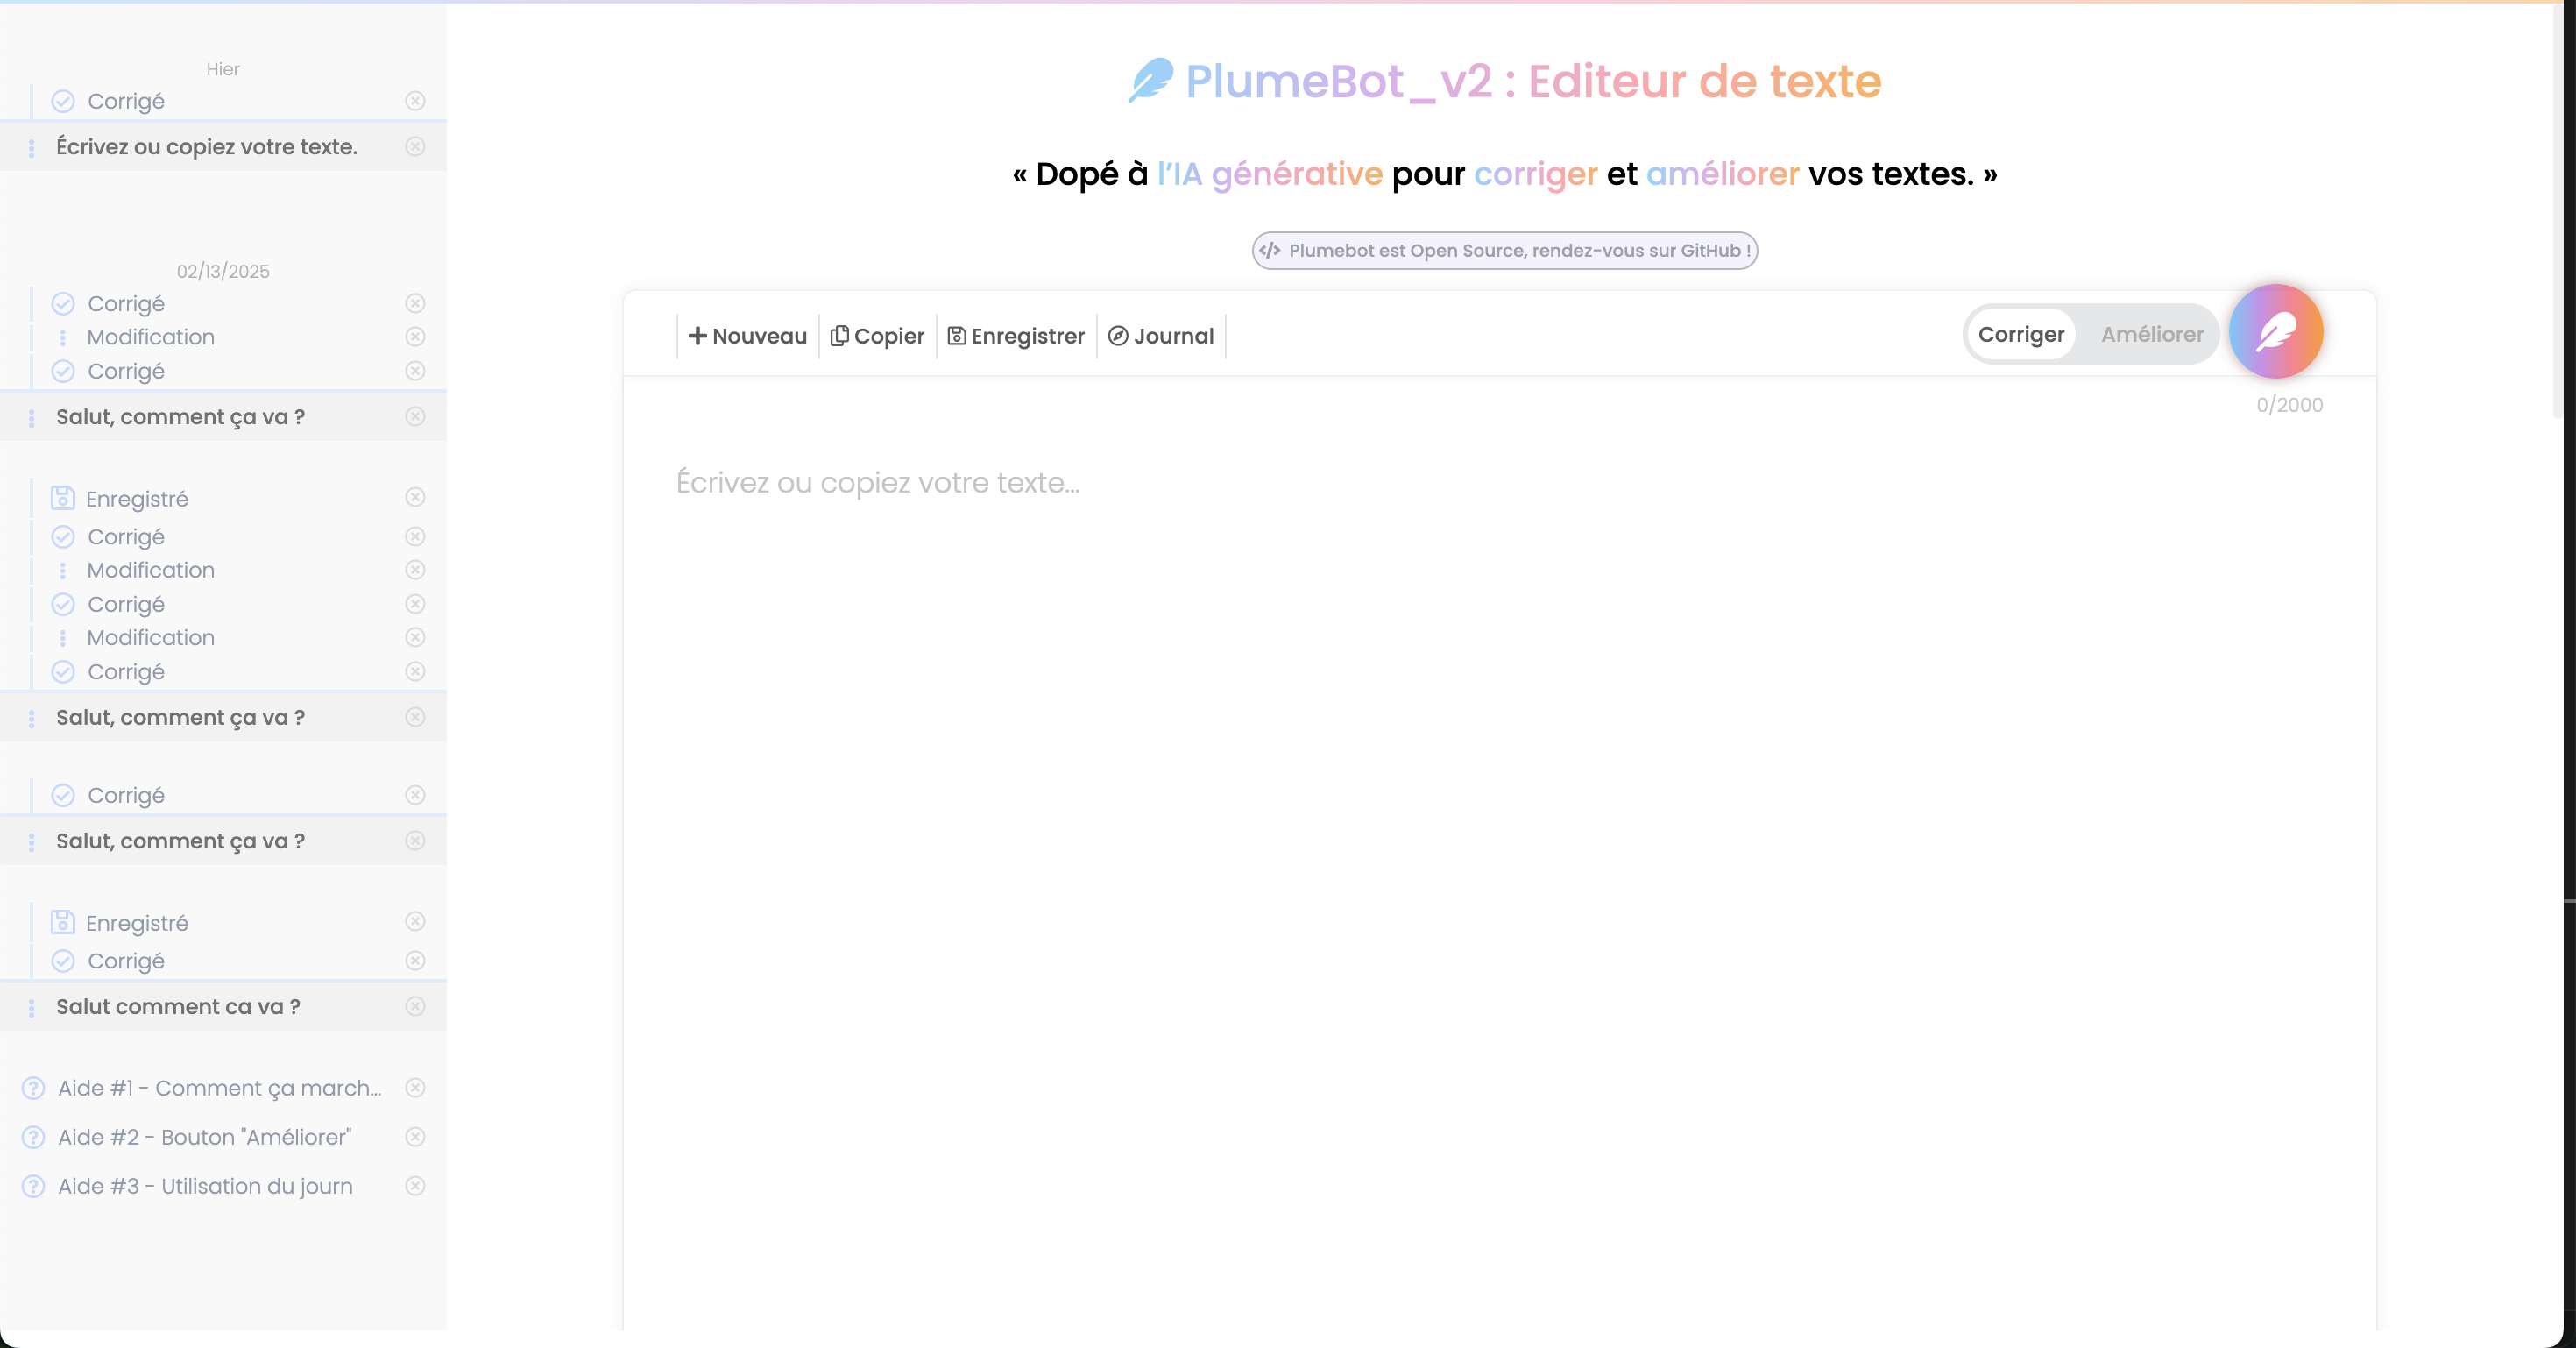 Hier
Corrigé
Écrivez ou copiez votre texte.
02/13/2025
Corrigé
Modification
Corrigé
Salut, comment ça va ?
Enregistré
Corrigé
Modification
Corrigé
Modification
Corrigé
Salut, comment ça va ?
Corrigé
Salut, comment ça va ?
Enregistré
Corrigé
Salut comment ca va ?
Aide #1 - Comment ça march...
Aide #2 - Bouton "Améliorer"
Aide #3 - Utilisation du journ
PlumeBot_v2 : Editeur de texte
« Dopé à l’IA générative pour corriger et améliorer vos textes. »
</> Plumebot est Open Source, rendez-vous sur GitHub !
Nouveau Copier Enregistrer Journal Corriger Améliorer
0/2000
Écrivez ou copiez votre texte...